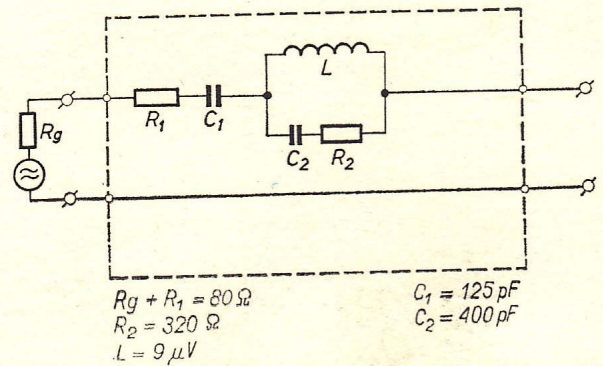 L
R1 C1
Rg
C2 R2
Rg + R1 = 80 Ω
R2 = 320 Ω
L = 9 μV
C1 = 125 pF
C2 = 400 pF